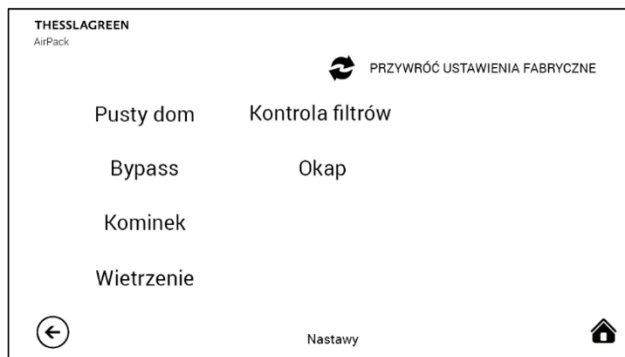 THESSLAGREEN
AirPack
PRZYWRÓĆ USTAWIENIA FABRYCZNE
Pusty dom
Kontrola filtrów
Bypass
Okap
Kominek
Wietrzenie
Nastawy